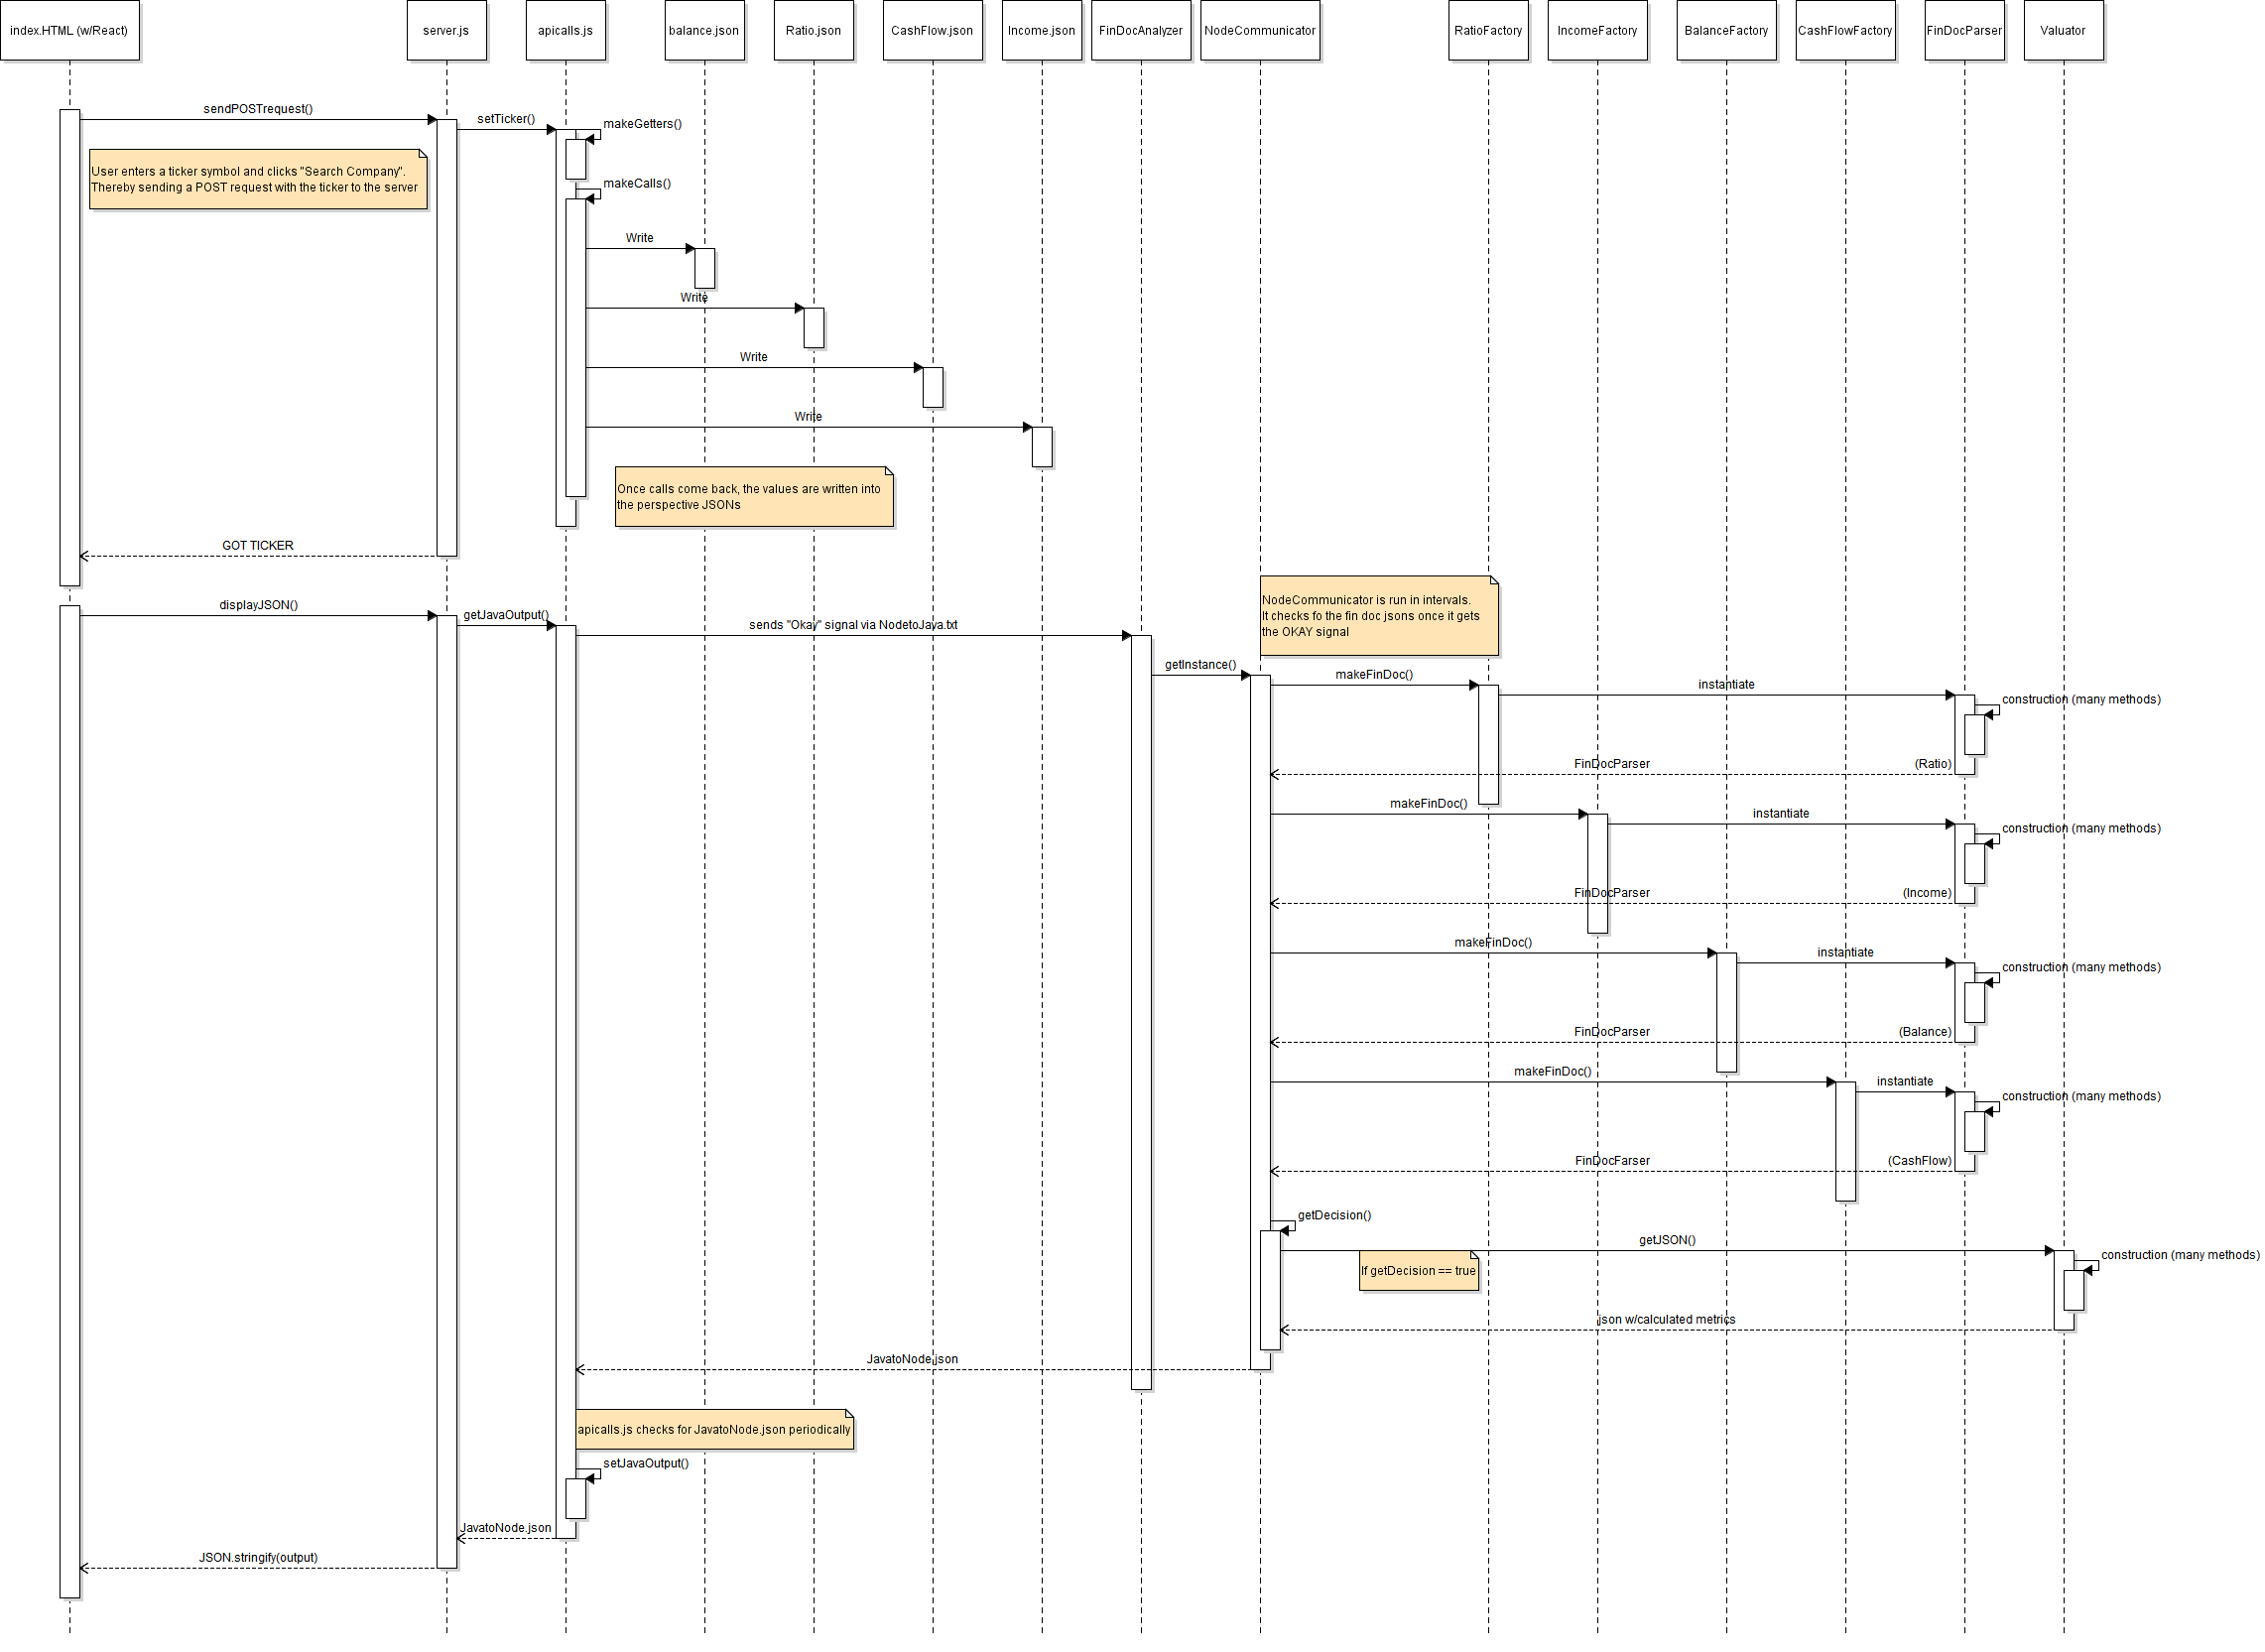 index.HTML (w/React)
server.js
apicalls.js
balance.json
Ratio.json
CashFlow.json
Income.json
FinDocAnalyzer
NodeCommunicator
RatioFactory
IncomeFactory
BalanceFactory
CashFlowFactory
FinDocParser
Valuator
sendPOSTrequest()
setTicker()
makeGetters()
User enters a ticker symbol and clicks "Search Company".
Thereby sending a POST request with the ticker to the server
makeCalls()
Write
Write
Write
Write
Once calls come back, the values are written into
the perspective JSONs
GOT TICKER
NodeCommunicator is run in intervals.
It checks fo the fin doc jsons once it gets
the OKAY signal
displayJSON()
getJavaOutput()
sends "Okay" signal via NodetoJava.txt
getInstance()
makeFinDoc()
instantiate
construction (many methods)
FinDocParser
(Ratio)
makeFinDoc()
instantiate
construction (many methods)
FinDocParser
(Income)
makeFinDoc()
instantiate
construction (many methods)
FinDocParser
(Balance)
makeFinDoc()
instantiate
construction (many methods)
FinDocFarser
(CashFlow)
getDecision()
getJSON()
construction (many methods)
If getDecision == true
json w/calculated metrics
JavatoNode.json
apicalls.js checks for JavatoNode.json periodically
setJavaOutput()
JavatoNode.json
JSON.stringify(output)